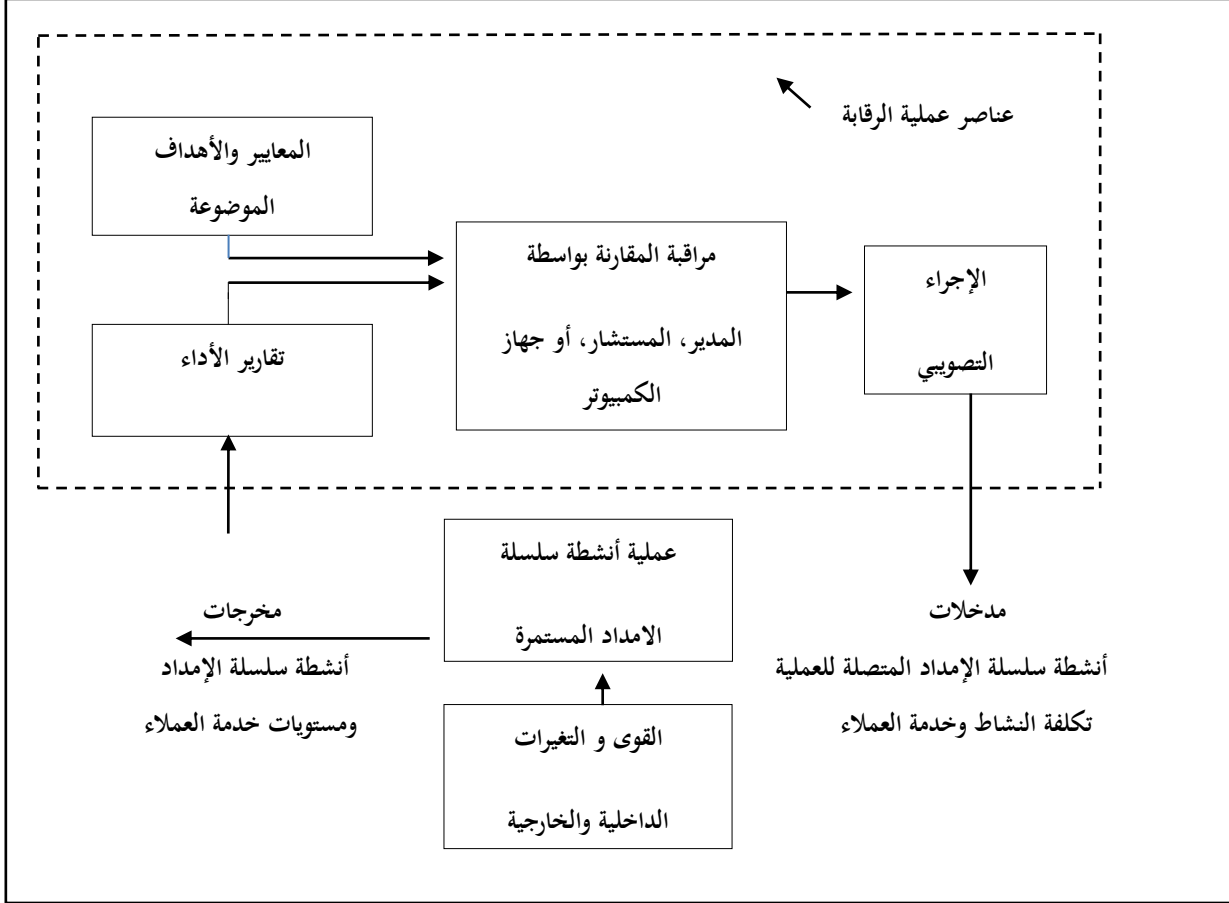 عناصر عملية الرقابة
المعايير والأهداف
الموضوعة
مراقبة المقارنة بواسطة
المدير، المستشار، أو جهاز
الكمبيوتر
الإجراء
التصويبي
تقارير الأداء
عملية أنشطة سلسلة
الامداد المستمرة
مدخلات
أنشطة سلسلة الإمداد المتصلة للعملية
تكلفة النشاط وخدمة العملاء
مخرجات
أنشطة سلسلة الإمداد
ومستويات خدمة العملاء
القوى و التغيرات
الداخلية والخارجية